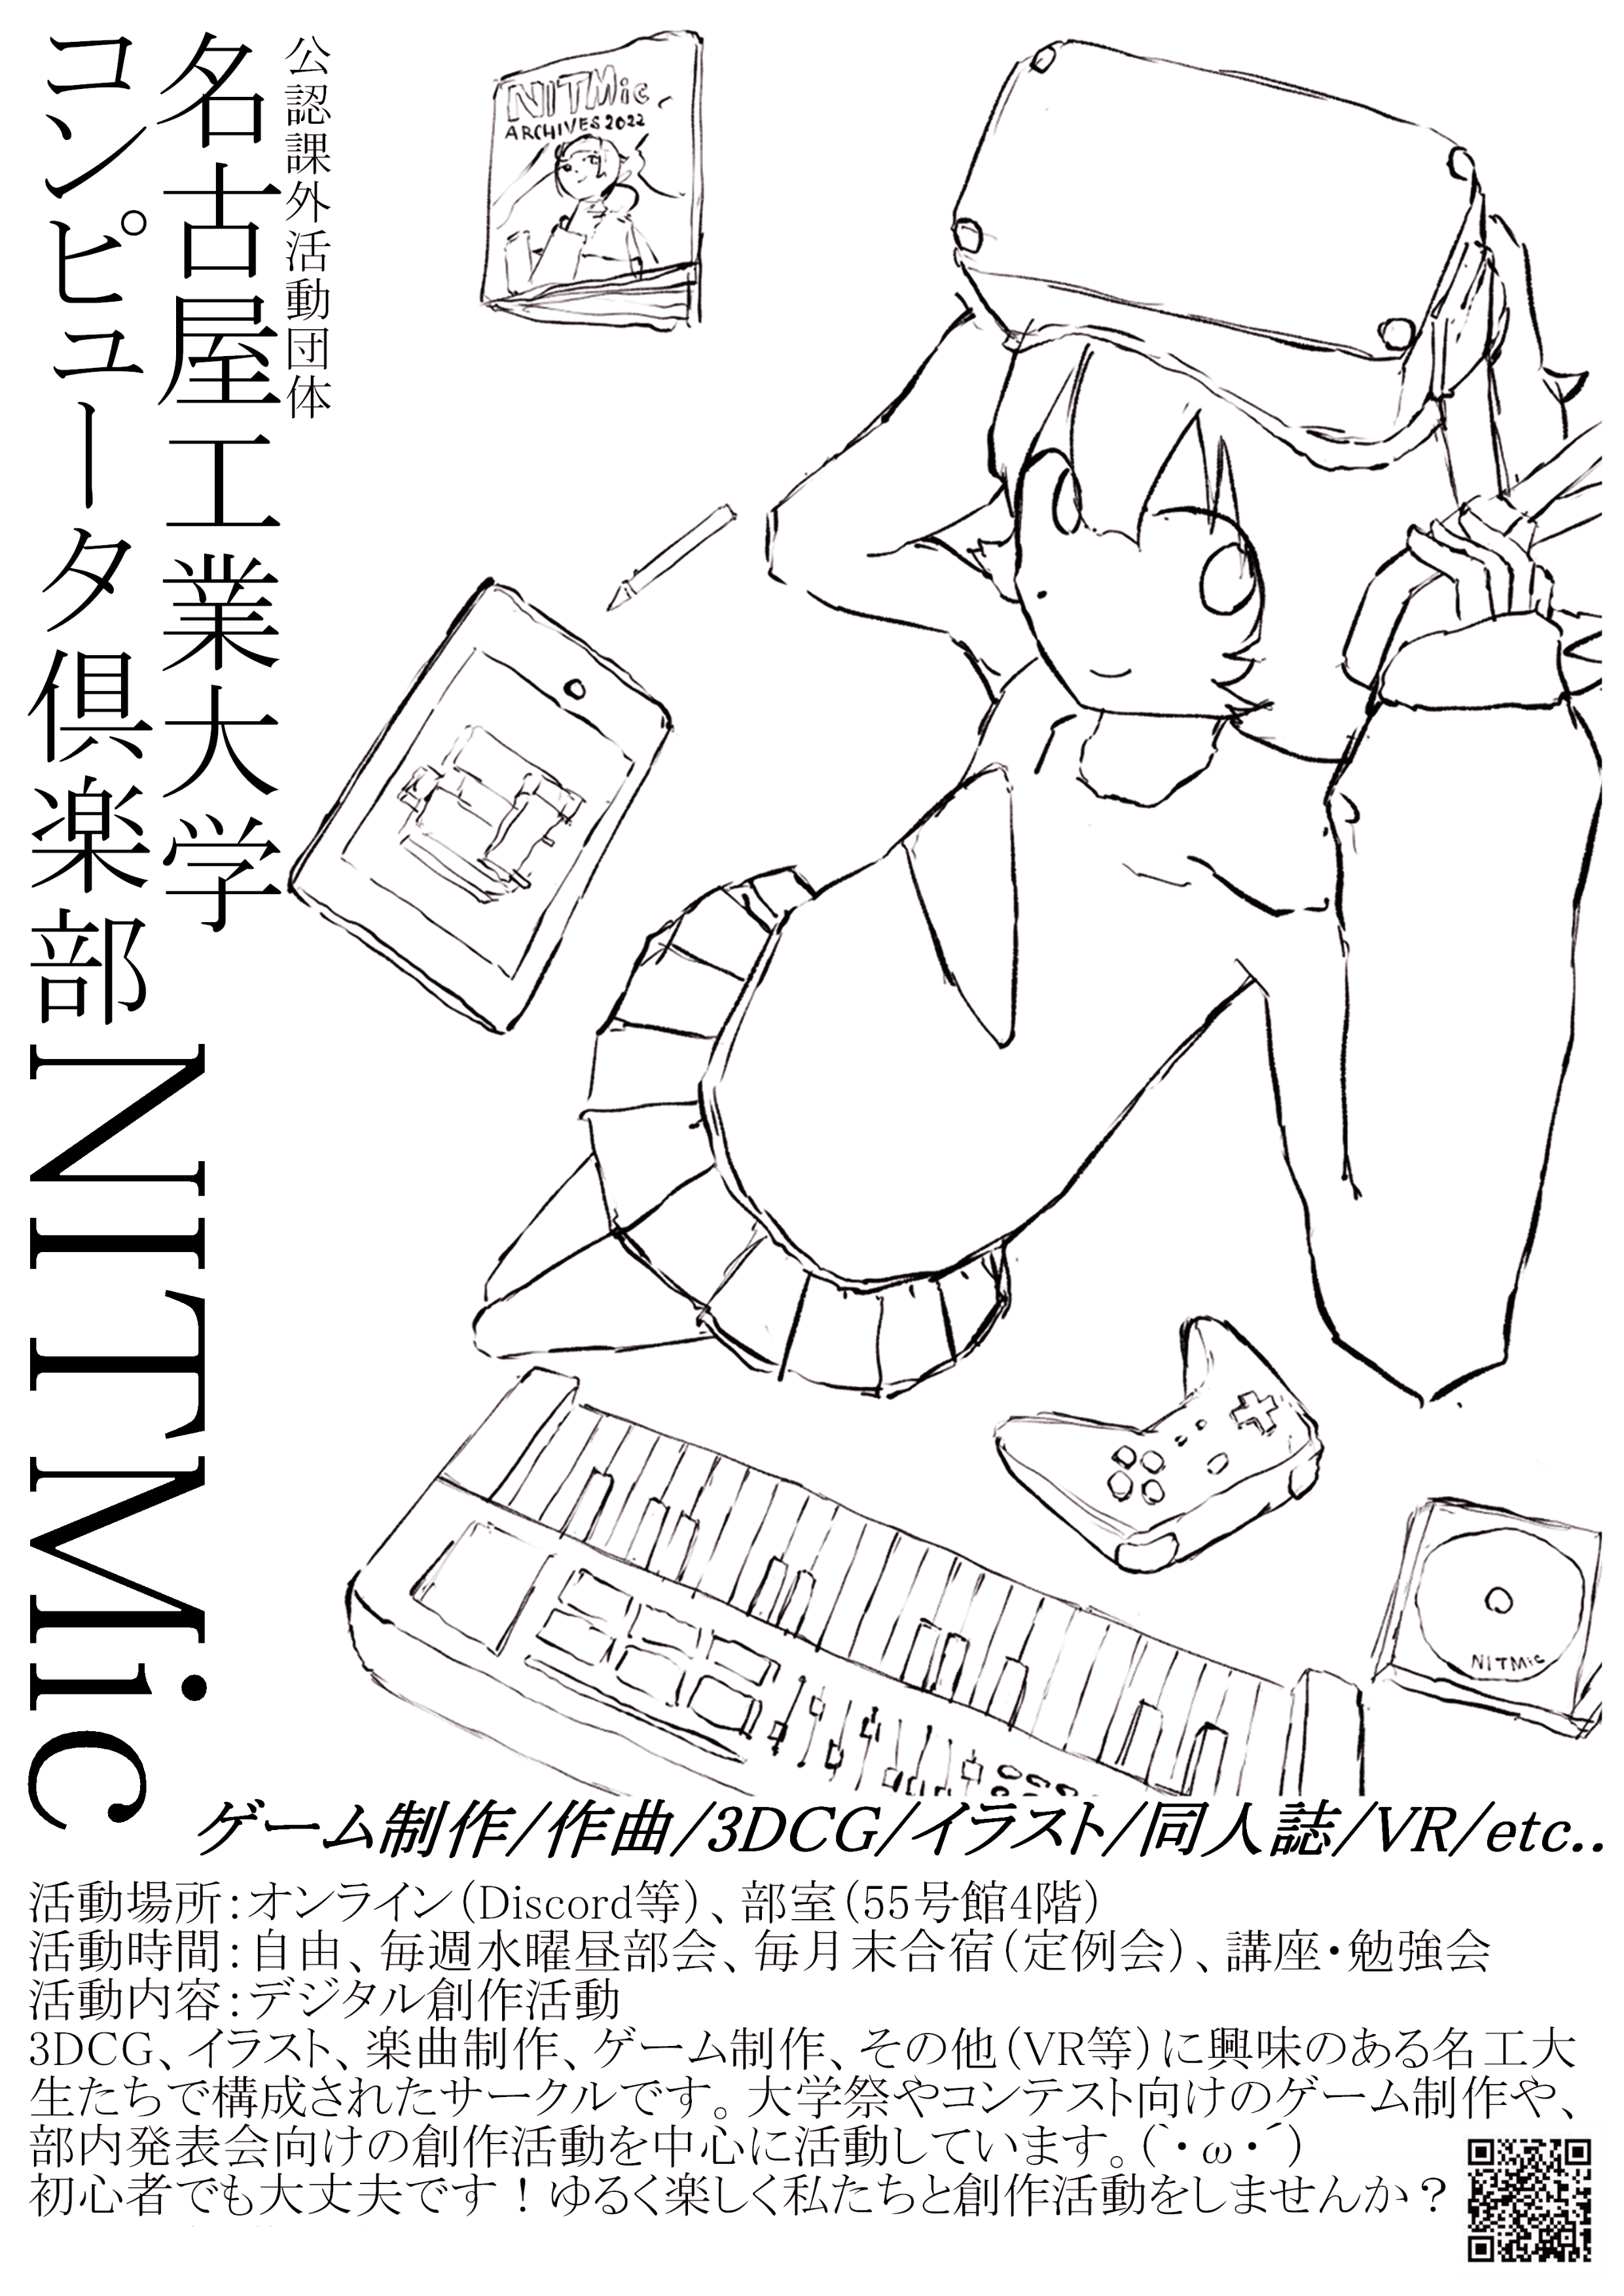 公認課外活動団体
名古屋工業大学
コンピュータ倶楽部 NITMic
NITMic
ARCHIVES 2022
NITMic
ゲーム制作/作曲/3DCG/イラスト/同人誌/VR/etc..
活動場所：オンライン（Discord等）、部室（55号館4階）
活動時間：自由、毎週水曜昼部会、毎月末合宿（定例会）、講座・勉強会
活動内容：デジタル創作活動
3DCG、イラスト、楽曲制作、ゲーム制作、その他（VR等）に興味のある名工大
生たちで構成されたサークルです。大学祭やコンテスト向けのゲーム制作や、
部内発表会向けの創作活動を中心に活動しています。（｀・ω・´）
初心者でも大丈夫です！ゆるく楽しく私たちと創作活動をしませんか？